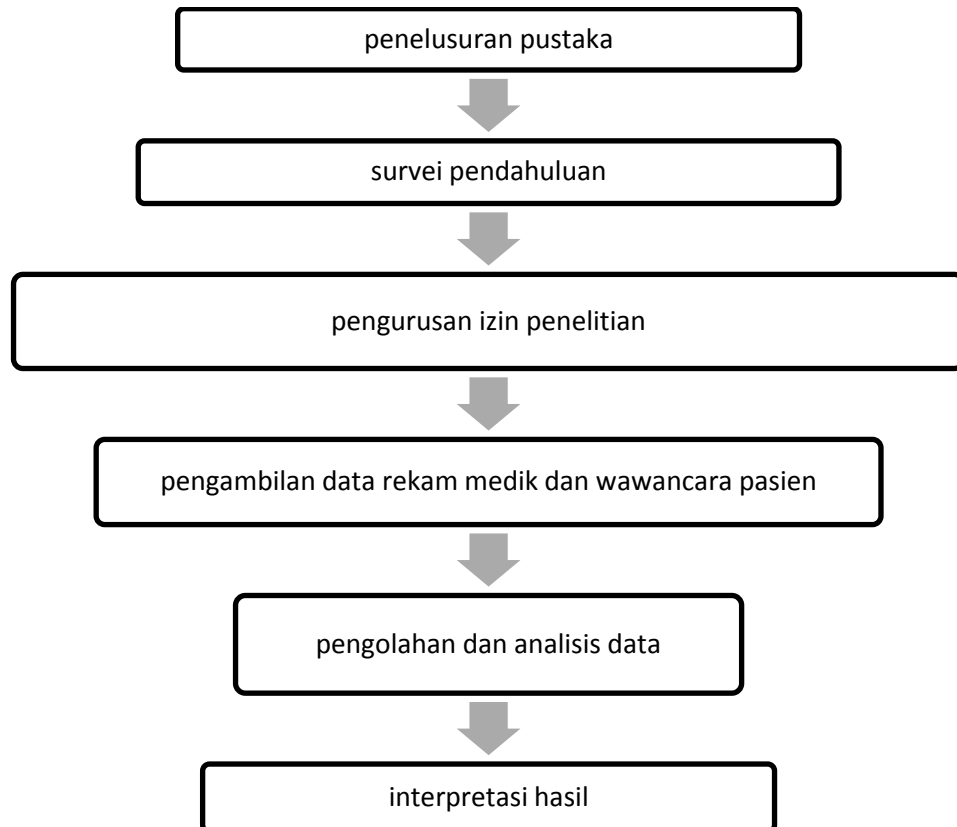 penelusuran pustaka
survei pendahuluan
pengurusan izin penelitian
pengambilan data rekam medik dan wawancara pasien
pengolahan dan analisis data
interpretasi hasil